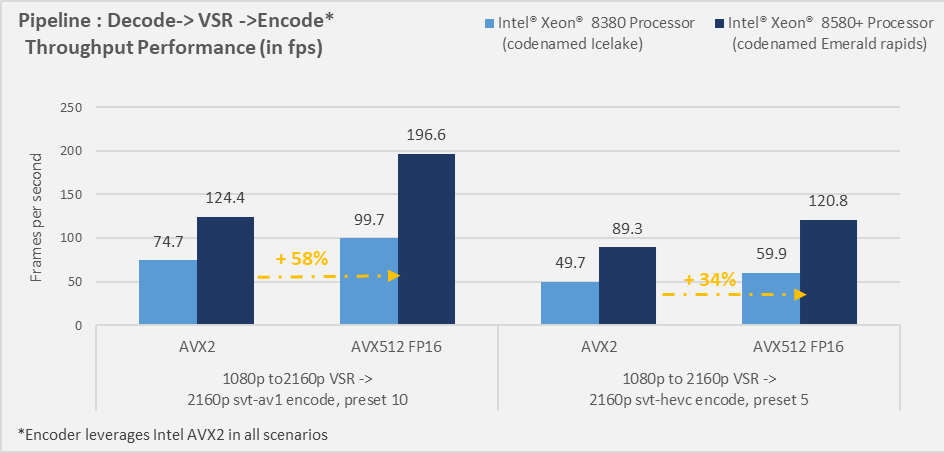 Pipeline : Decode-> VSR ->Encode*
Throughput Performance (in fps)
Intel® Xeon® 8380 Processor
(codenamed Icelake)
Intel® Xeon® 8580+ Processor
(codenamed Emerald rapids)
Frames per second
250
200
150
100
50
0
74.7
124.4
99.7
196.6
49.7
89.3
59.9
120.8
+ 58%
+ 34%
AVX2
AVX512 FP16
AVX2
AVX512 FP16
1080p to2160p VSR ->
2160p svt-av1 encode, preset 10
1080p to 2160p VSR ->
2160p svt-hevc encode, preset 5
*Encoder leverages Intel AVX2 in all scenarios